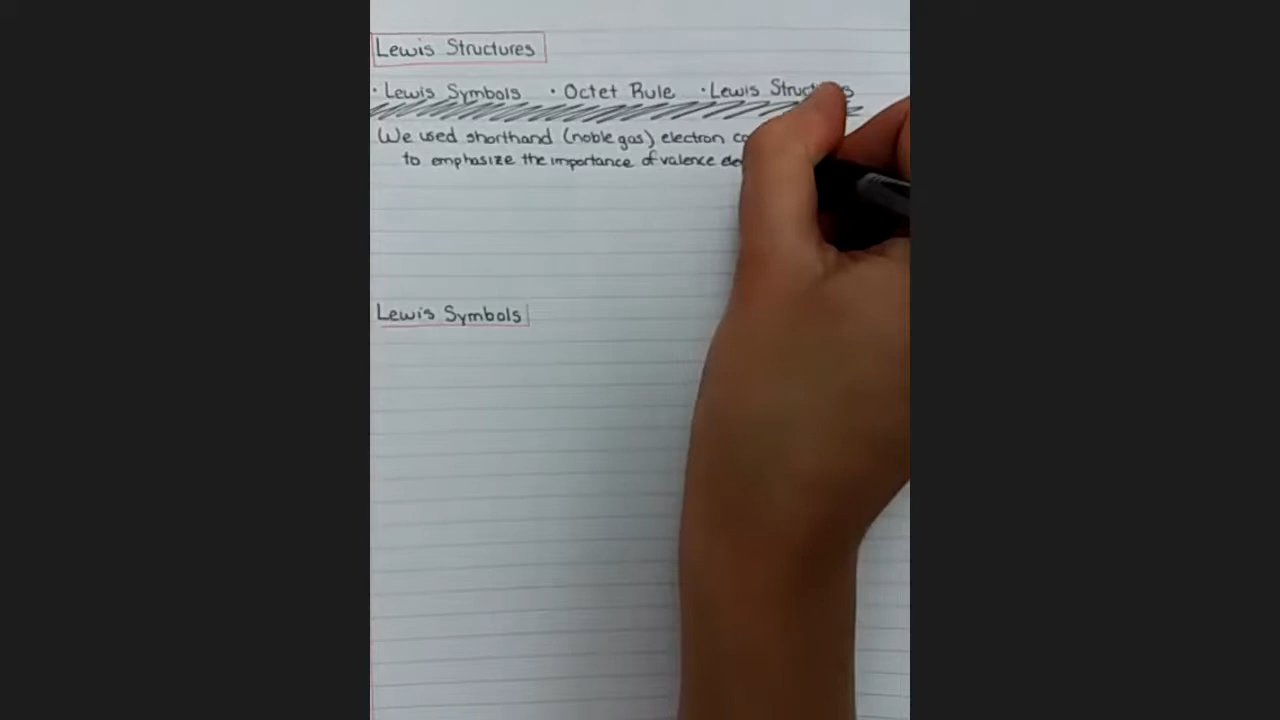 Lewis Structures
· Lewis Symbols · Octet Rule · Lewis
We used shorthand (noble gas) electron
to emphasize the importance of valence
Lewis Symbols